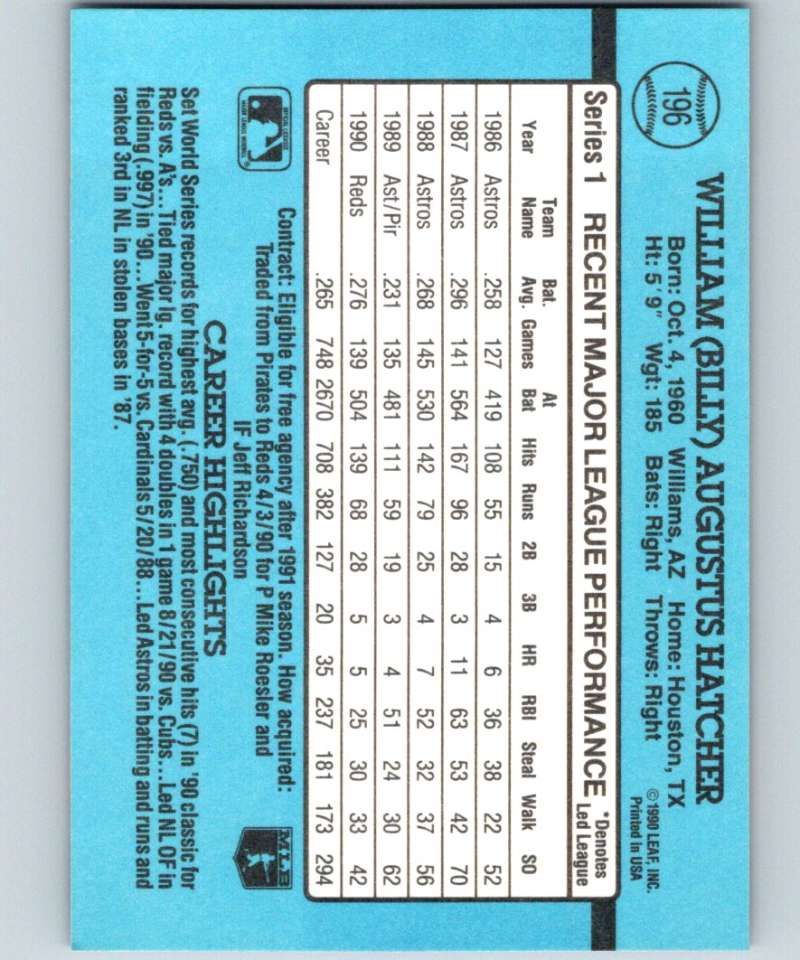 196
WILLIAM (BILLY) AUGUSTUS HATCHER
Born: Oct. 4, 1960 Williams, AZ Home: Houston, TX
Ht: 5' 9" Wgt: 185 Bats: Right Throws: Right
© 1990 LEAF, INC.
Printed in USA
Series 1 RECENT MAJOR LEAGUE PERFORMANCE *Denotes Led League
Year Team Name Bat. Avg. Games At Bat Hits Runs 2B 3B HR RBI Steal Walk SO
1986 Astros .258 127 419 108 55 15 4 6 36 38 22 52
1987 Astros .296 141 564 167 96 28 3 11 63 53 42 70
1988 Astros .268 145 530 142 79 25 4 7 52 32 37 56
1989 Ast/Pir .231 135 481 111 59 19 3 4 51 24 30 62
1990 Reds .276 139 504 139 68 28 5 5 25 30 33 42
Career .265 748 2670 708 382 127 20 35 237 181 173 294
Contract: Eligible for free agency after 1991 season. How acquired:
Traded from Pirates to Reds 4/3/90 for P Mike Roesler and
IF Jeff Richardson
MLB
CAREER HIGHLIGHTS
Set World Series records for highest avg. (.750) and most consecutive hits (7) in '90 classic for
Reds vs. A's...Tied major lg. record with 4 doubles in 1 game 8/21/90 vs. Cubs...Led NL OF in
fielding (.997) in '90...Went 5-for-5 vs. Cardinals 5/20/88...Led Astros in batting and runs and
ranked 3rd in NL in stolen bases in '87.